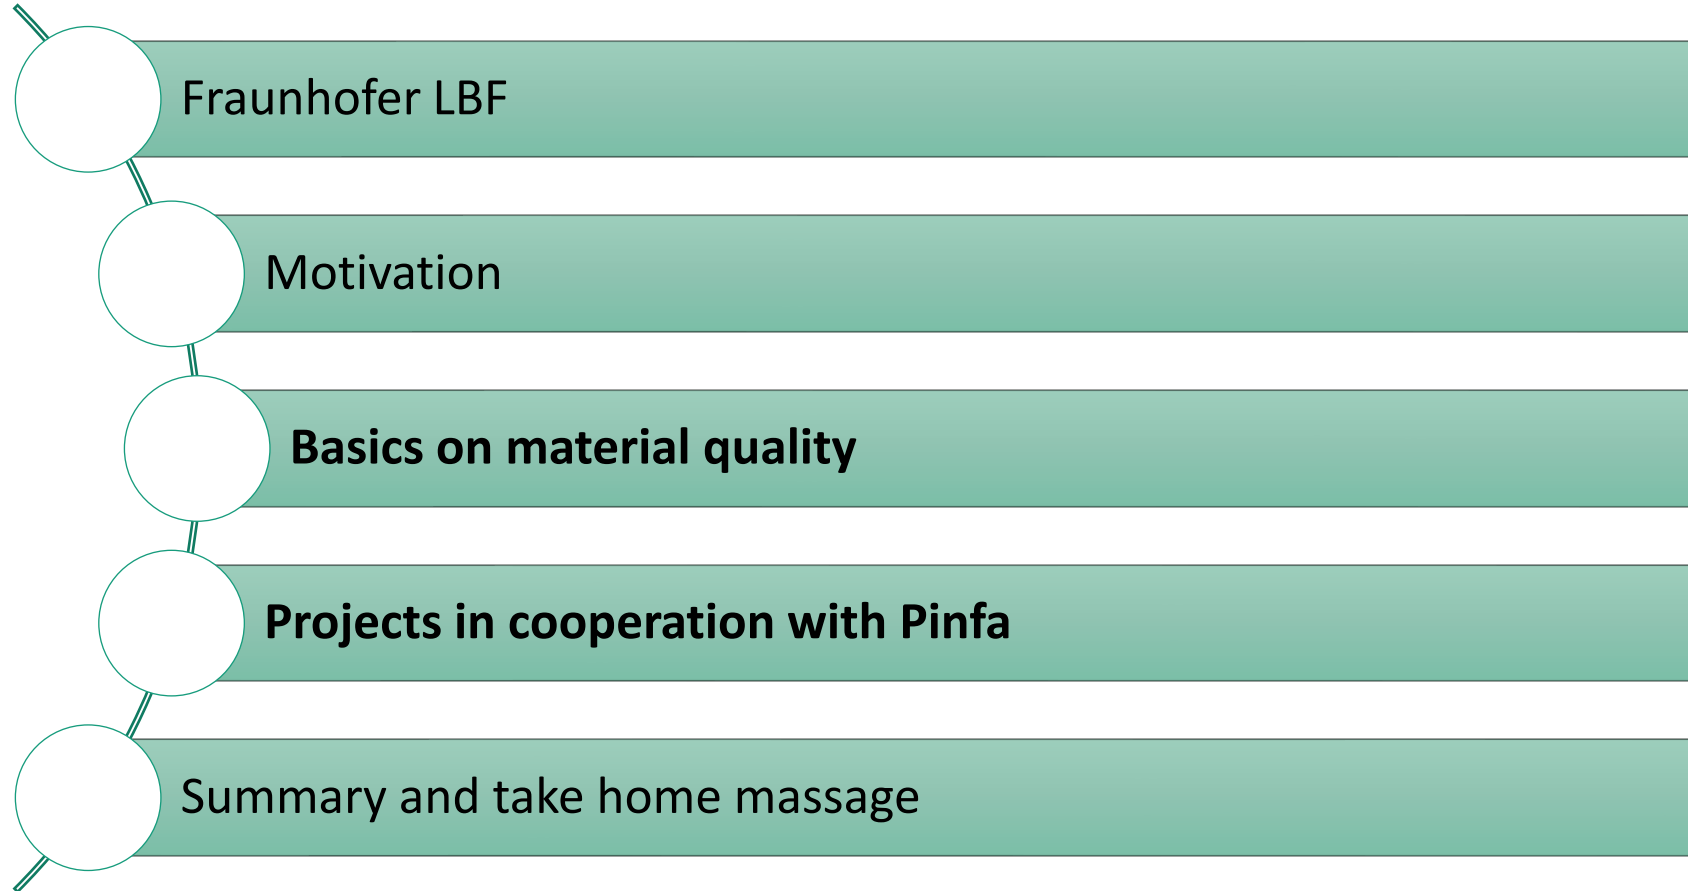 Fraunhofer LBF
Motivation
Basics on material quality
Projects in cooperation with Pinfa
Summary and take home massage